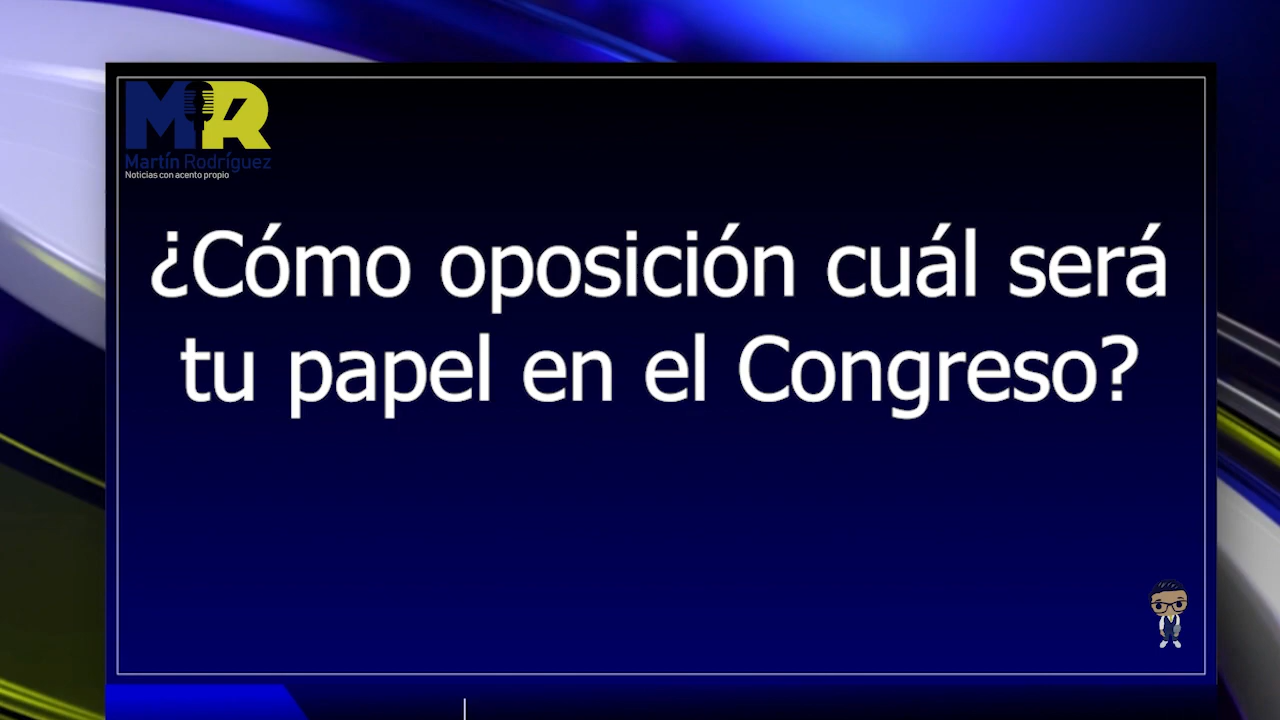 MR
Martín Rodríguez
Noticias con acento propio
¿Cómo oposición cuál será
tu papel en el Congreso?